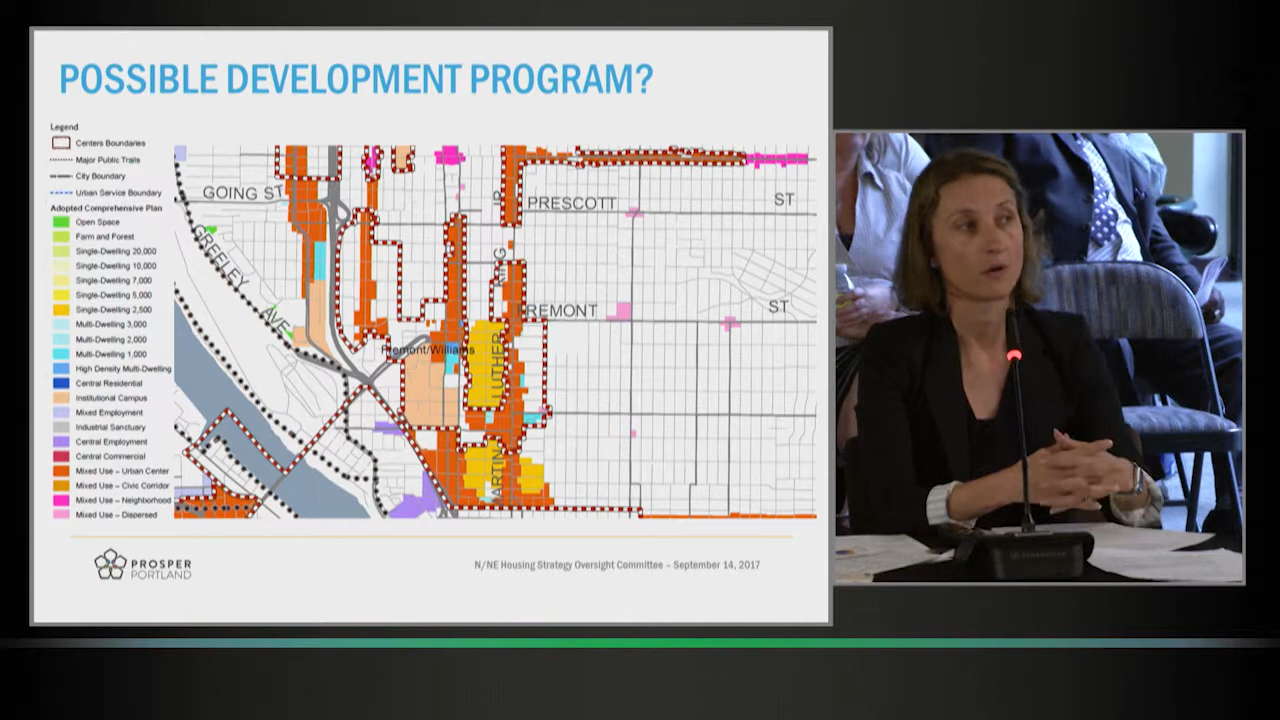 POSSIBLE DEVELOPMENT PROGRAM?
Legend
Centers Boundaries
Major Public Trails
City Boundary
Urban Service Boundary
Adopted Comprehensive Plan
Open Space
Farm and Forest
Single-Dwelling 20,000
Single-Dwelling 10,000
Single-Dwelling 7,000
Single-Dwelling 5,000
Single-Dwelling 2,500
Multi-Dwelling 3,000
Multi-Dwelling 2,000
Multi-Dwelling 1,000
High Density Multi-Dwelling
Central Residential
Institutional Campus
Mixed Employment
Industrial Sanctuary
Central Employment
Central Commercial
Mixed Use – Urban Center
Mixed Use – Civic Corridor
Mixed Use – Neighborhood
Mixed Use – Dispersed
GOING ST
GREELEY
AVE
JR
KING
LUTHER
MARTIN
PRESCOTT
ST
REMONT
ST
Fremont/Williams
PROSPER
PORTLAND
N/NE Housing Strategy Oversight Committee – September 14, 2017